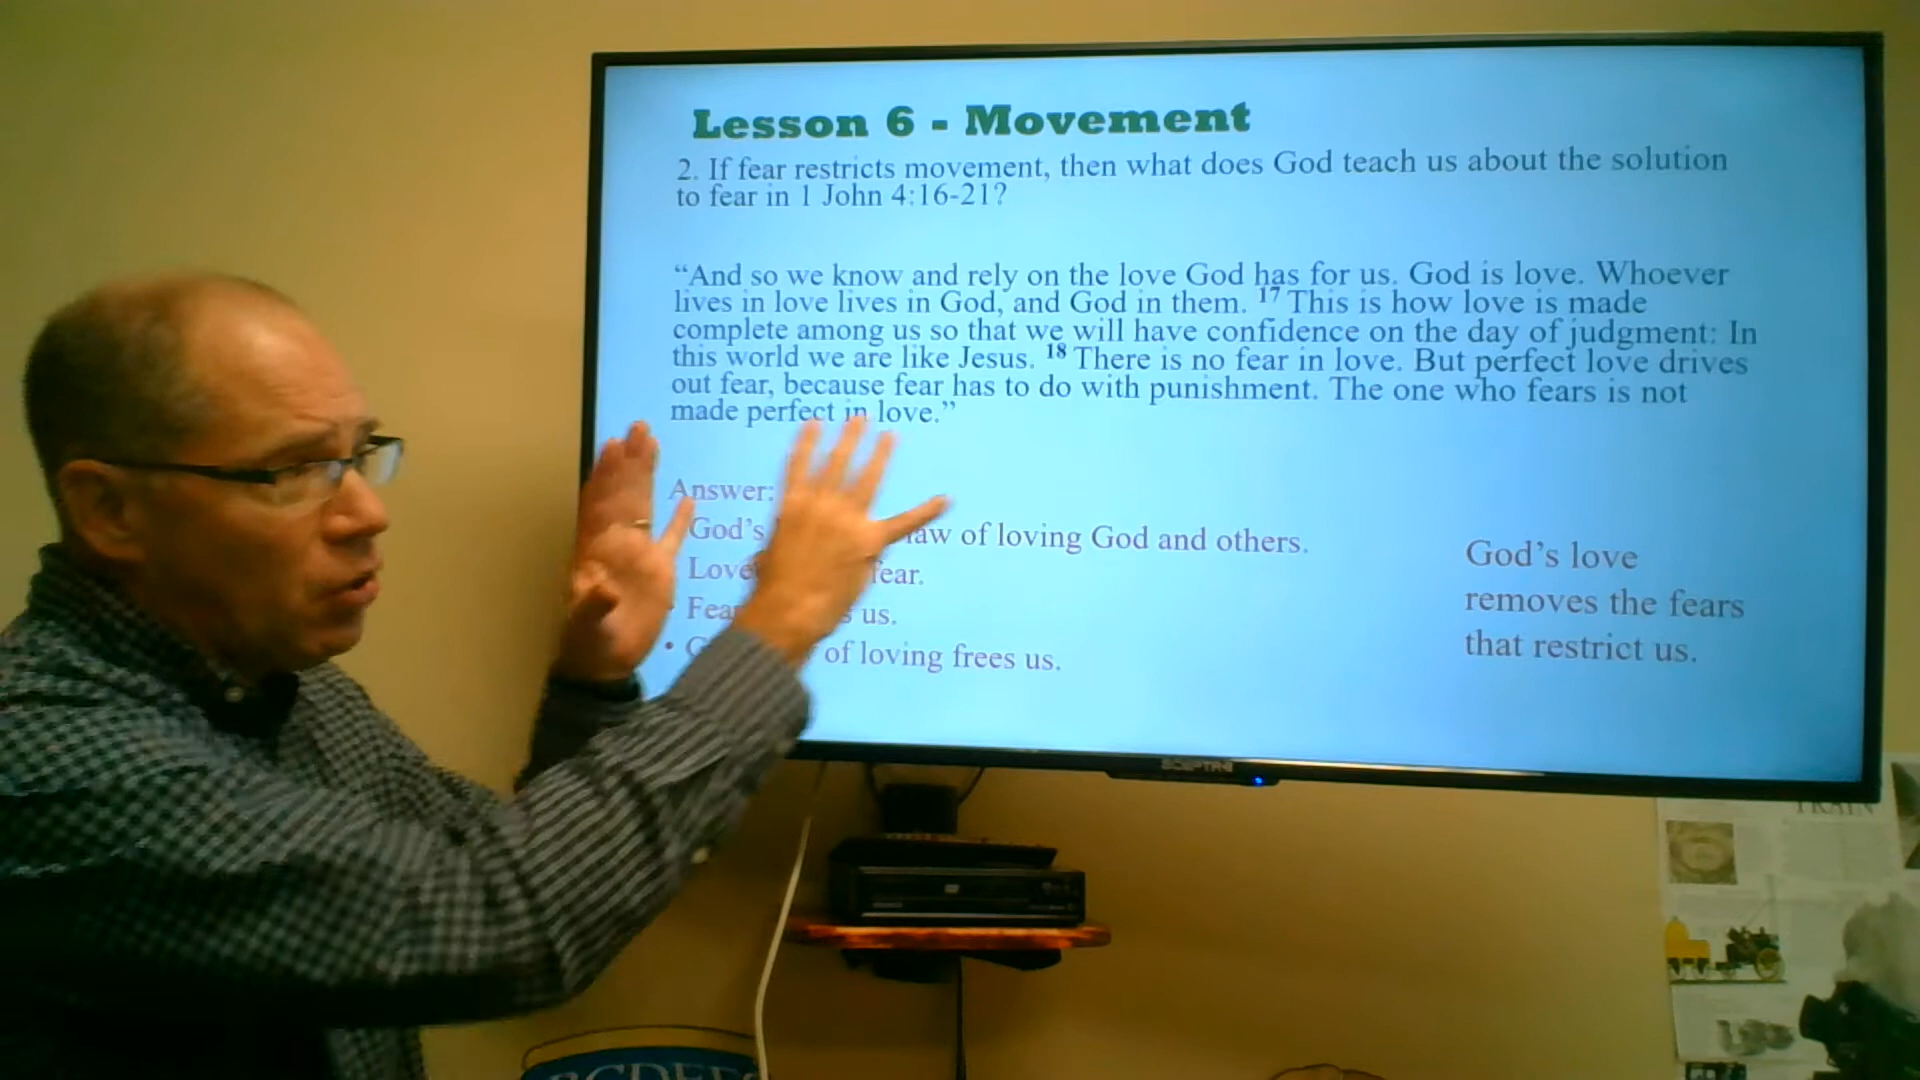 Lesson 6 - Movement
2. If fear restricts movement, then what does God teach us about the solution
to fear in 1 John 4:16-21?
“And so we know and rely on the love God has for us. God is love. Whoever
lives in love lives in God, and God in them. 17 This is how love is made
complete among us so that we will have confidence on the day of judgment: In
this world we are like Jesus. 18 There is no fear in love. But perfect love drives
out fear, because fear has to do with punishment. The one who fears is not
made perfect in love.”
Answer:
God’s law of loving God and others.
Love fear.
us.
• of loving frees us.
God’s love
removes the fears
that restrict us.
SCEPTRE
TRAIN